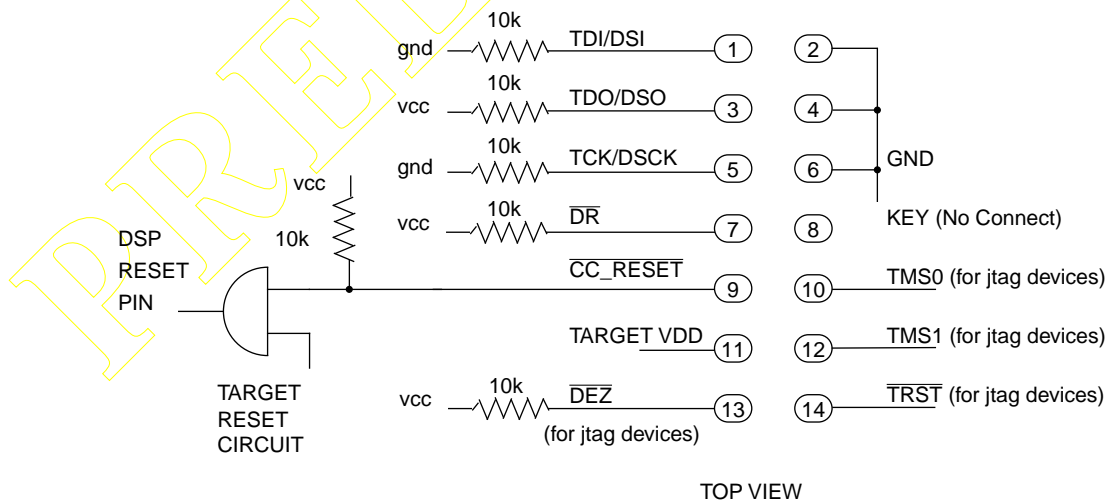 10k
gnd TDI/DSI 1 2
10k
vcc TDO/DSO 3 4
10k
gnd TCK/DSCK 5 6 GND
vcc
10k
vcc DR 7 8 KEY (No Connect)
DSP
RESET
PIN
10k
CC_RESET 9 10 TMS0 (for jtag devices)
TARGET VDD 11 12 TMS1 (for jtag devices)
TARGET
RESET
CIRCUIT
10k
vcc DEZ 13 14 TRST (for jtag devices)
(for jtag devices)
TOP VIEW